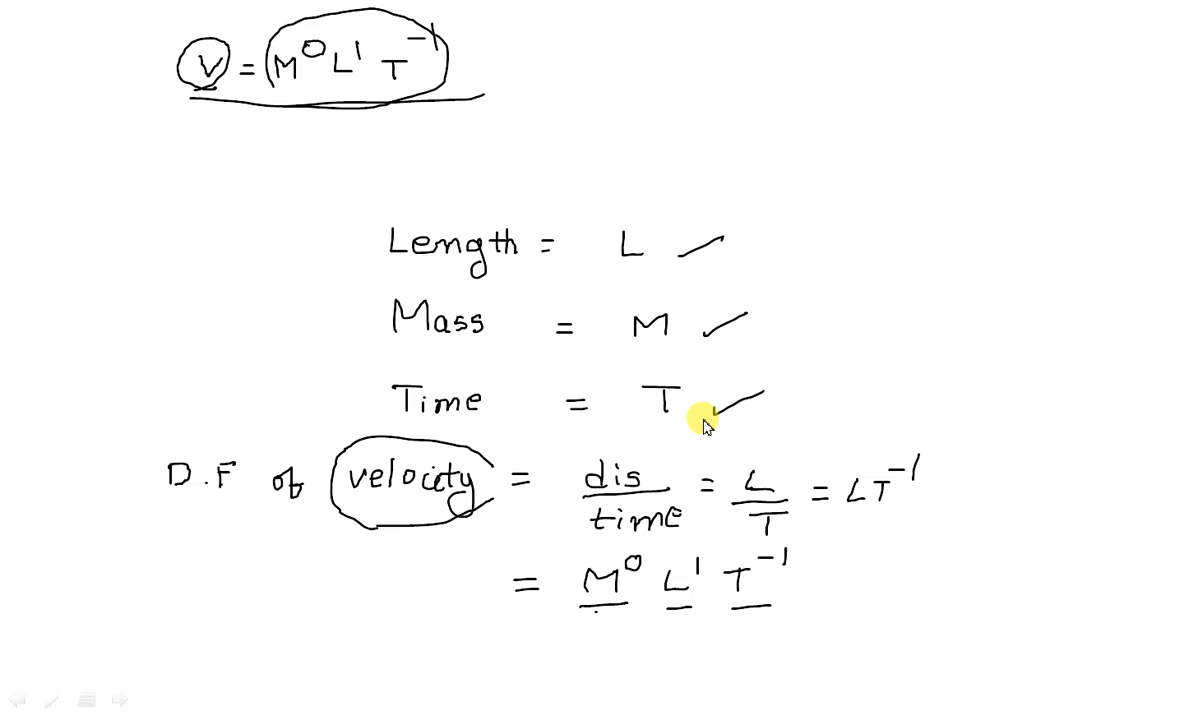 V = M⁰ L¹ T⁻¹
Length = L
Mass = M
Time = T
D.F of velocity = dis/time = L/T = LT⁻¹
= M⁰ L¹ T⁻¹